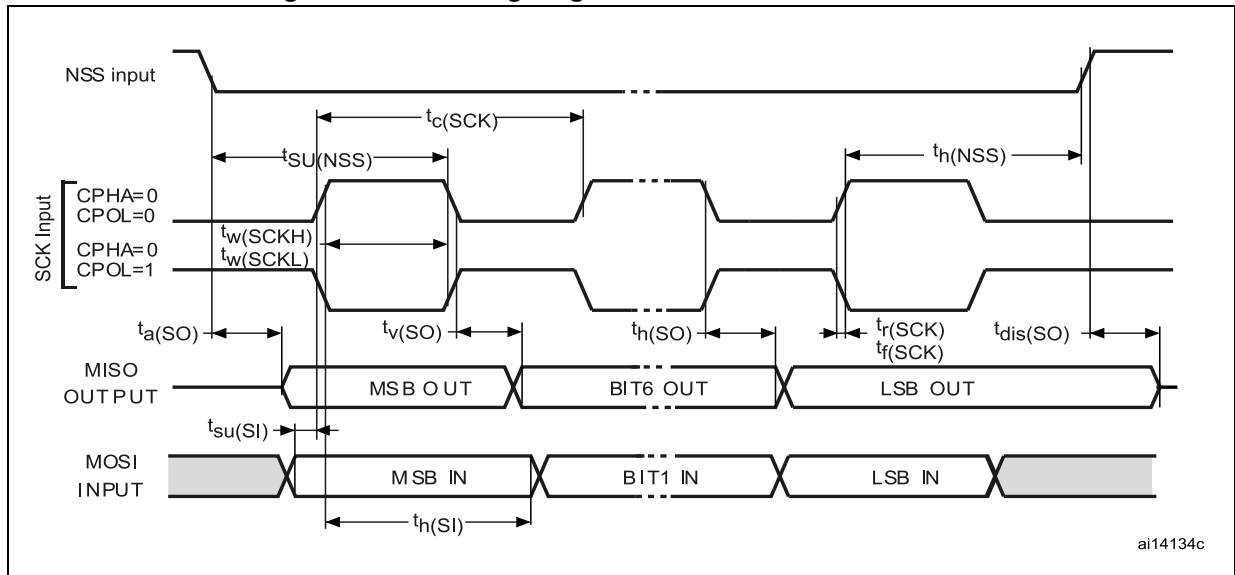 NSS input
tc(SCK)
tSU(NSS)
th(NSS)
SCK Input
CPHA=0
CPOL=0
tw(SCKH)
CPHA=0
tw(SCKL)
CPOL=1
ta(SO)
tv(SO)
th(SO)
tr(SCK)
tf(SCK)
tdis(SO)
MISO
OUTPUT
MSB OUT
BIT6 OUT
LSB OUT
tsu(SI)
MOSI
INPUT
MSB IN
BIT1 IN
LSB IN
th(SI)
ai14134c